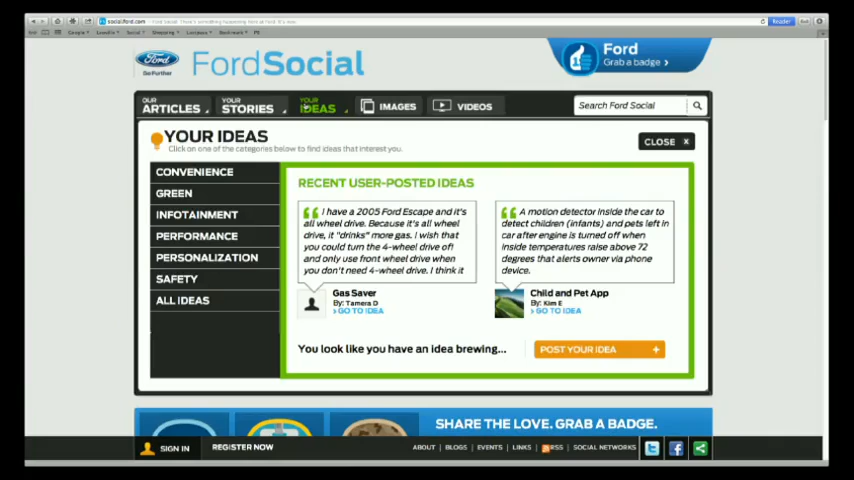 social.ford.com
Reader
Ford
Go Further
FordSocial
Ford
Grab a badge >
OUR
ARTICLES
YOUR
STORIES
YOUR
IDEAS
IMAGES
VIDEOS
Search Ford Social
YOUR IDEAS
Click on one of the categories below to find ideas that interest you.
CLOSE X
CONVENIENCE
GREEN
INFOTAINMENT
PERFORMANCE
PERSONALIZATION
SAFETY
ALL IDEAS
RECENT USER-POSTED IDEAS
I have a 2005 Ford Escape and it's
all wheel drive. Because it's all wheel
drive, it "drinks" more gas. I wish that
you could turn the 4-wheel drive off!
and only use front wheel drive when
you don't need 4-wheel drive. I think it
Gas Saver
By: Tamera D
> GO TO IDEA
A motion detector inside the car to
detect children (infants) and pets left in
car after engine is turned off when
inside temperatures raise above 72
degrees that alerts owner via phone
device.
Child and Pet App
By: Kim E
> GO TO IDEA
You look like you have an idea brewing...
POST YOUR IDEA +
SHARE THE LOVE. GRAB A BADGE.
SIGN IN
REGISTER NOW
ABOUT | BLOGS | EVENTS | LINKS | RSS | SOCIAL NETWORKS